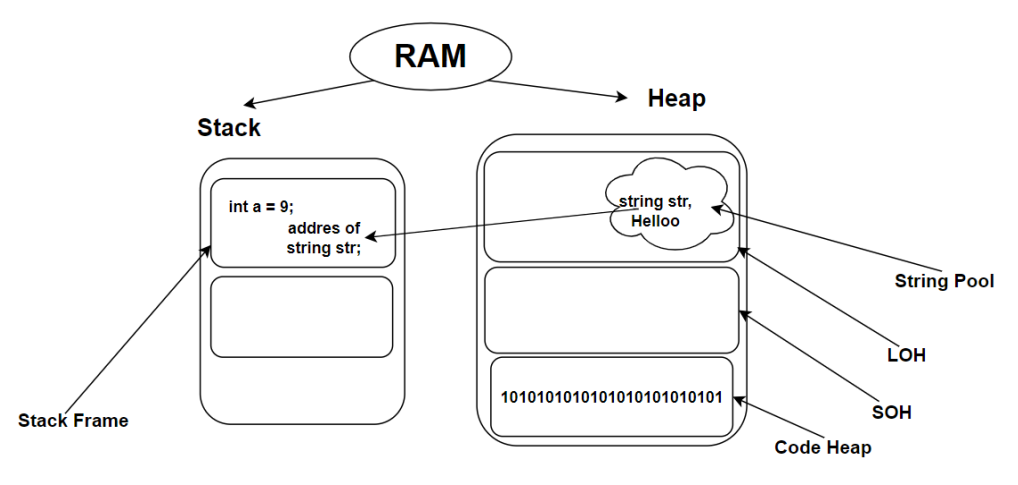 RAM
Stack
Heap
int a = 9;
addres of
string str;
string str,
Helloo
String Pool
LOH
SOH
1010101010101010101010101
Code Heap
Stack Frame